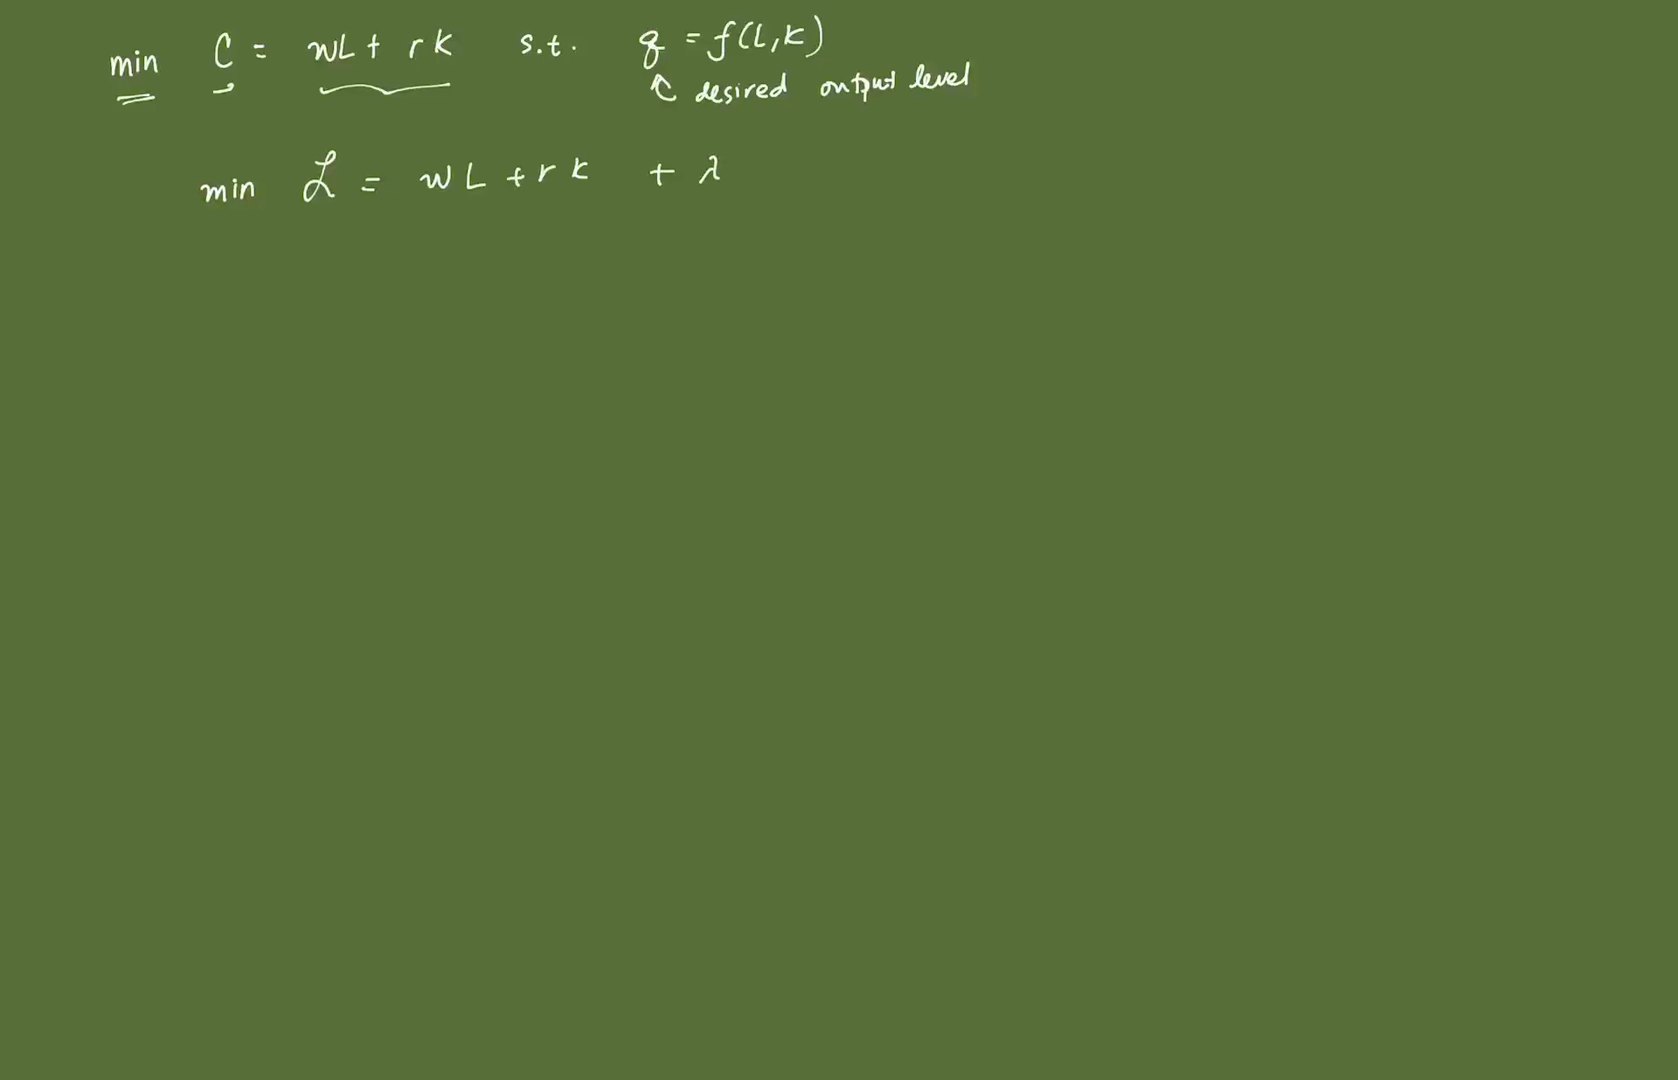 min C = wL + rK s.t. q = f(L,K)
desired output level
min ℒ = wL + rK + λ